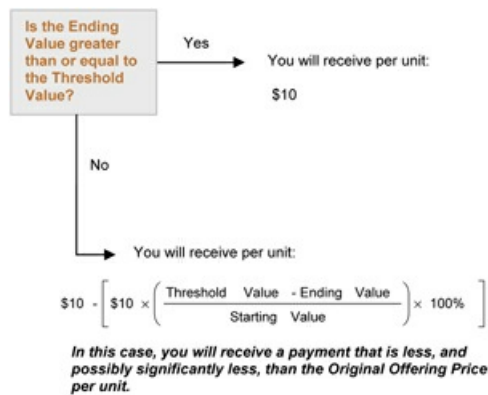 Is the Ending
Value greater
than or equal to
the Threshold
Value?
Yes
You will receive per unit:
$10
No
You will receive per unit:
$10 - [ $10 × ( Threshold Value - Ending Value / Starting Value ) × 100% ]
In this case, you will receive a payment that is less, and
possibly significantly less, than the Original Offering Price
per unit.